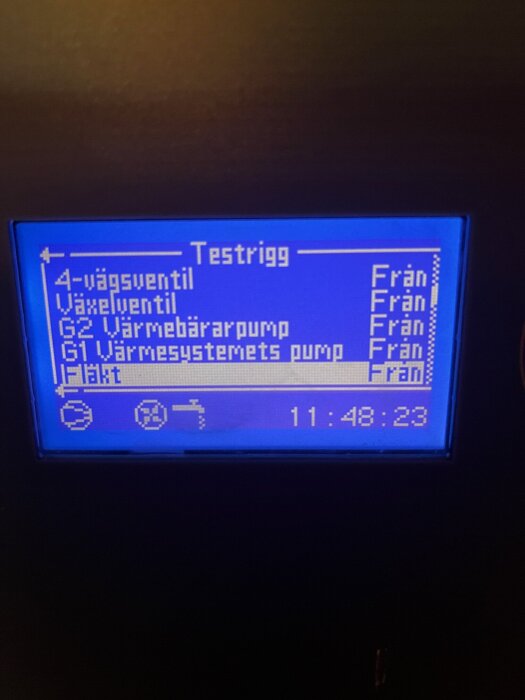 Testrigg
4-vägsventil Från
Växelventil Från
G2 Värmebärarpump Från
G1 Värmesystemets pump Från
Fläkt Från
11:48:23